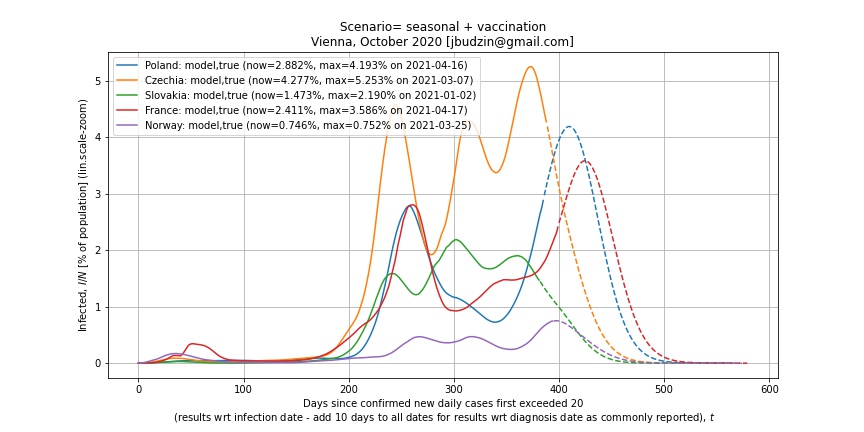 Scenario= seasonal + vaccination
Vienna, October 2020 [jbudzin@gmail.com]
Poland: model,true (now=2.882%, max=4.193% on 2021-04-16)
Czechia: model,true (now=4.277%, max=5.253% on 2021-03-07)
Slovakia: model,true (now=1.473%, max=2.190% on 2021-01-02)
France: model,true (now=2.411%, max=3.586% on 2021-04-17)
Norway: model,true (now=0.746%, max=0.752% on 2021-03-25)
Infected, I/N [% of population] (lin.scale-zoom)
5
4
3
2
1
0
0 100 200 300 400 500 600
Days since confirmed new daily cases first exceeded 20
(results wrt infection date - add 10 days to all dates for results wrt diagnosis date as commonly reported), t